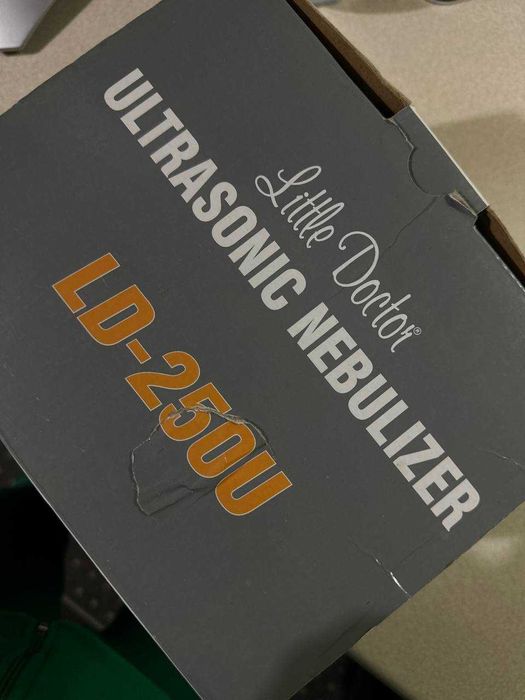 Little Doctor®
ULTRASONIC NEBULIZER
LD-250U